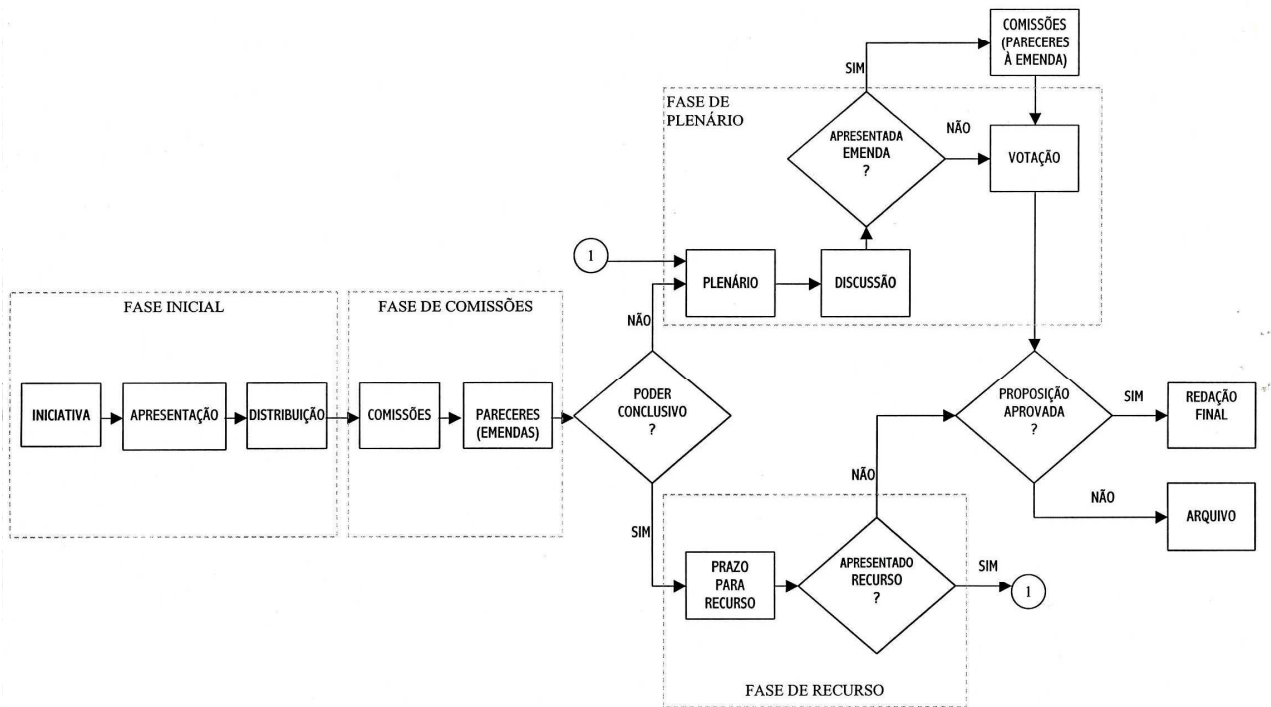 FASE INICIAL
INICIATIVA
APRESENTAÇÃO
DISTRIBUIÇÃO
FASE DE COMISSÕES
COMISSÕES
PARECERES
(EMENDAS)
PODER
CONCLUSIVO
?
NÃO
SIM
1
FASE DE
PLENÁRIO
PLENÁRIO
DISCUSSÃO
APRESENTADA
EMENDA
?
SIM
NÃO
COMISSÕES
(PARECERES
À EMENDA)
VOTAÇÃO
PRAZO
PARA
RECURSO
APRESENTADO
RECURSO
?
NÃO
SIM
1
FASE DE RECURSO
PROPOSIÇÃO
APROVADA
?
SIM
NÃO
REDAÇÃO
FINAL
ARQUIVO